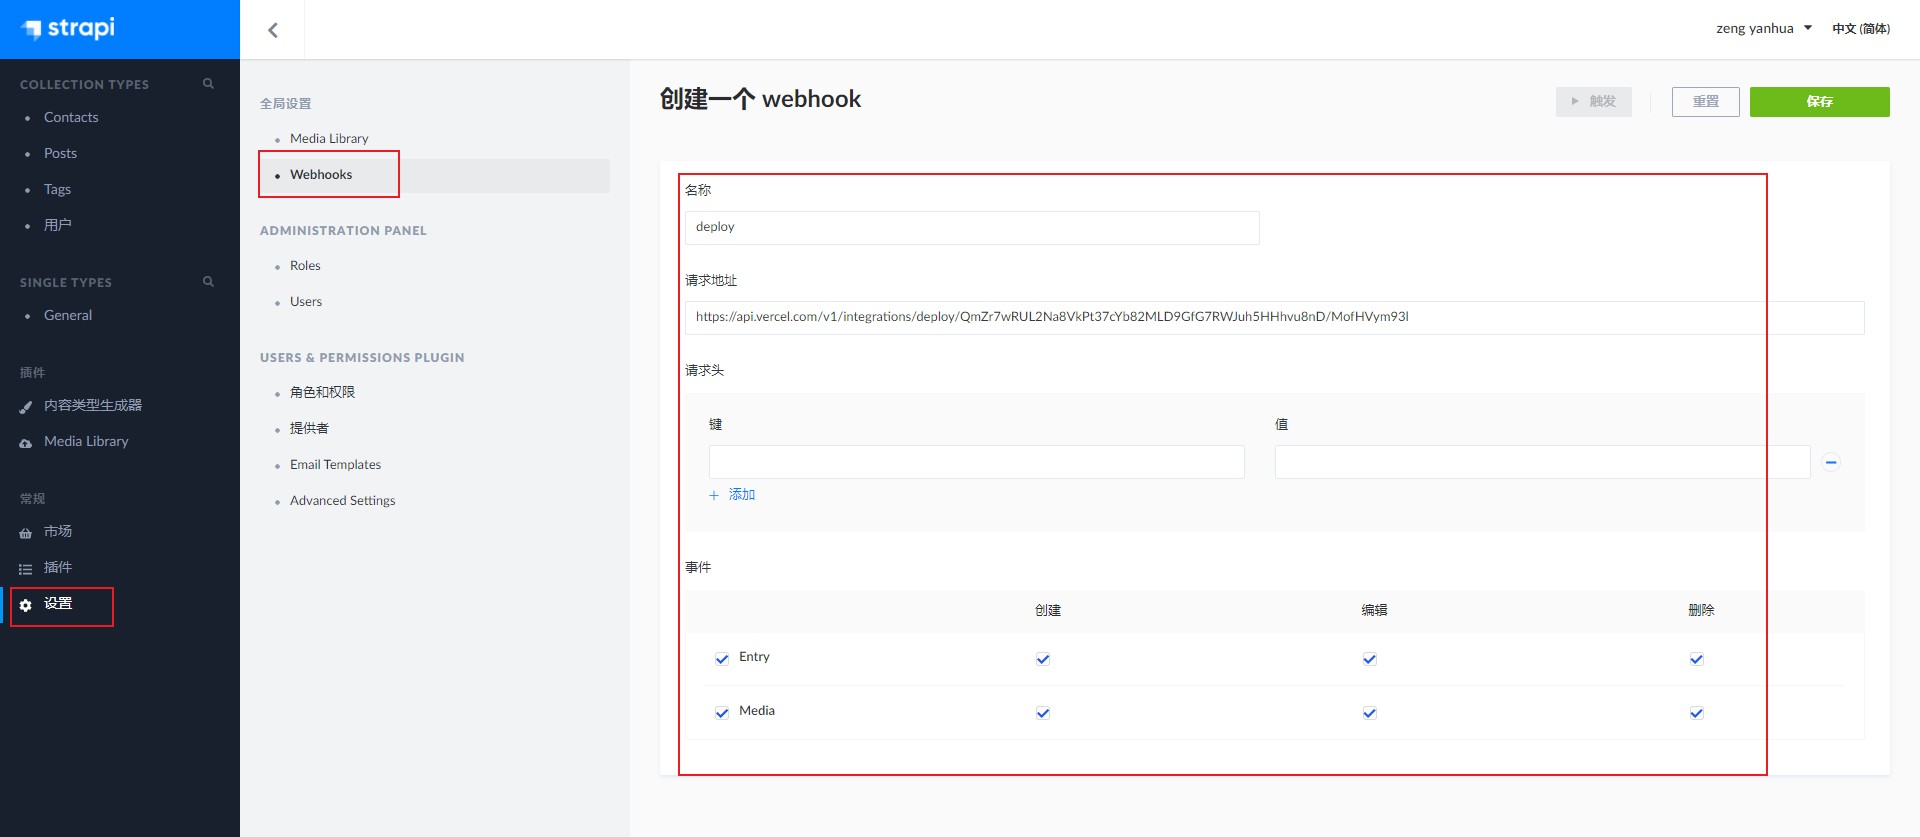 strapi
zeng yanhua
中文 (简体)
COLLECTION TYPES
Contacts
Posts
Tags
用户
SINGLE TYPES
General
插件
内容类型生成器
Media Library
常规
市场
插件
设置
全局设置
Media Library
Webhooks
ADMINISTRATION PANEL
Roles
Users
USERS & PERMISSIONS PLUGIN
角色和权限
提供者
Email Templates
Advanced Settings
创建一个 webhook
触发
重置
保存
名称
deploy
请求地址
https://api.vercel.com/v1/integrations/deploy/QmZr7wRUL2Na8VkPt37cYb82MLD9GfG7RWJuh5HHhvu8nD/MofHVym93l
请求头
键 值
+ 添加
事件
创建 编辑 删除
Entry
Media